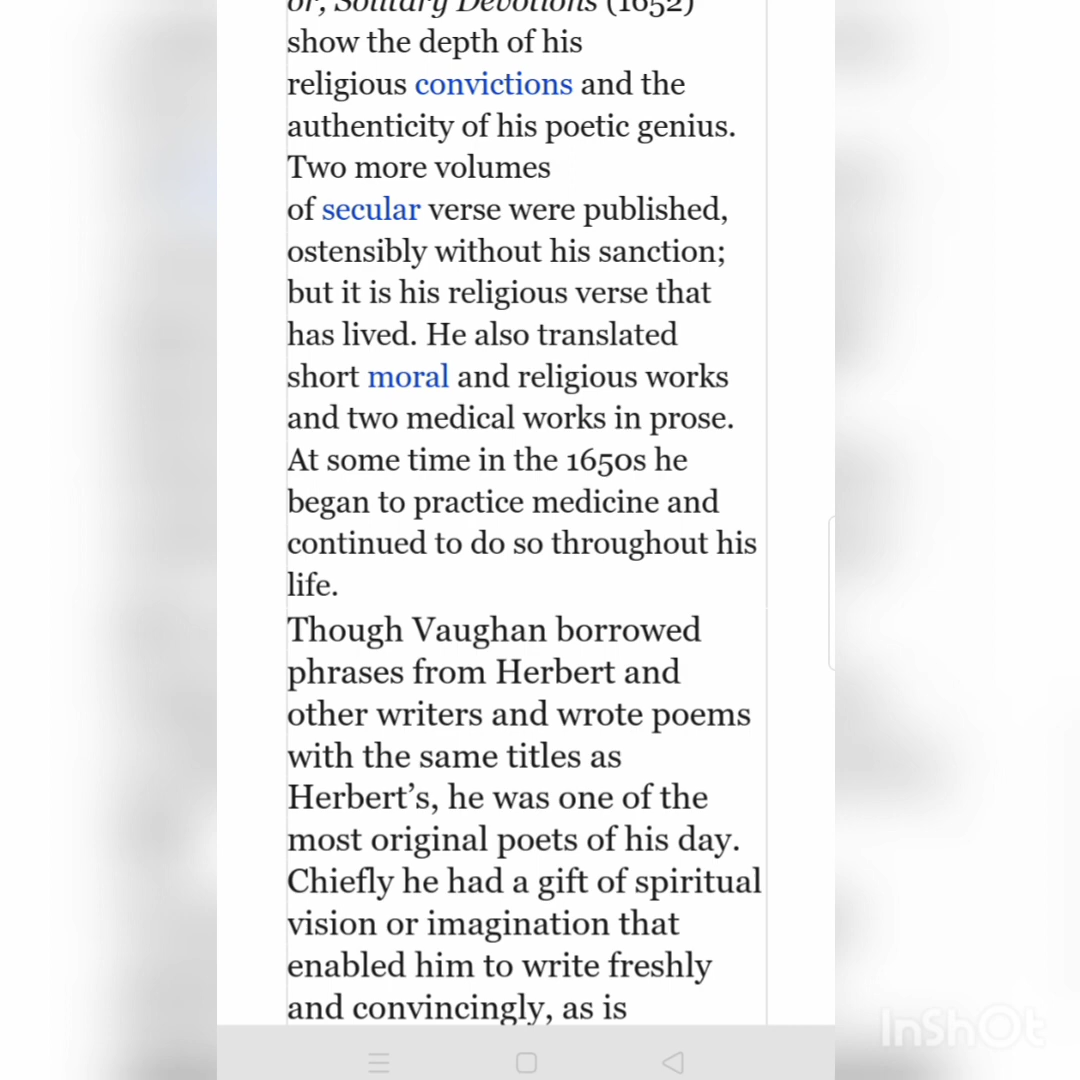 or, Solitary Devotions (1652)
show the depth of his
religious convictions and the
authenticity of his poetic genius.
Two more volumes
of secular verse were published,
ostensibly without his sanction;
but it is his religious verse that
has lived. He also translated
short moral and religious works
and two medical works in prose.
At some time in the 1650s he
began to practice medicine and
continued to do so throughout his
life.
Though Vaughan borrowed
phrases from Herbert and
other writers and wrote poems
with the same titles as
Herbert’s, he was one of the
most original poets of his day.
Chiefly he had a gift of spiritual
vision or imagination that
enabled him to write freshly
and convincingly, as is
InShOt